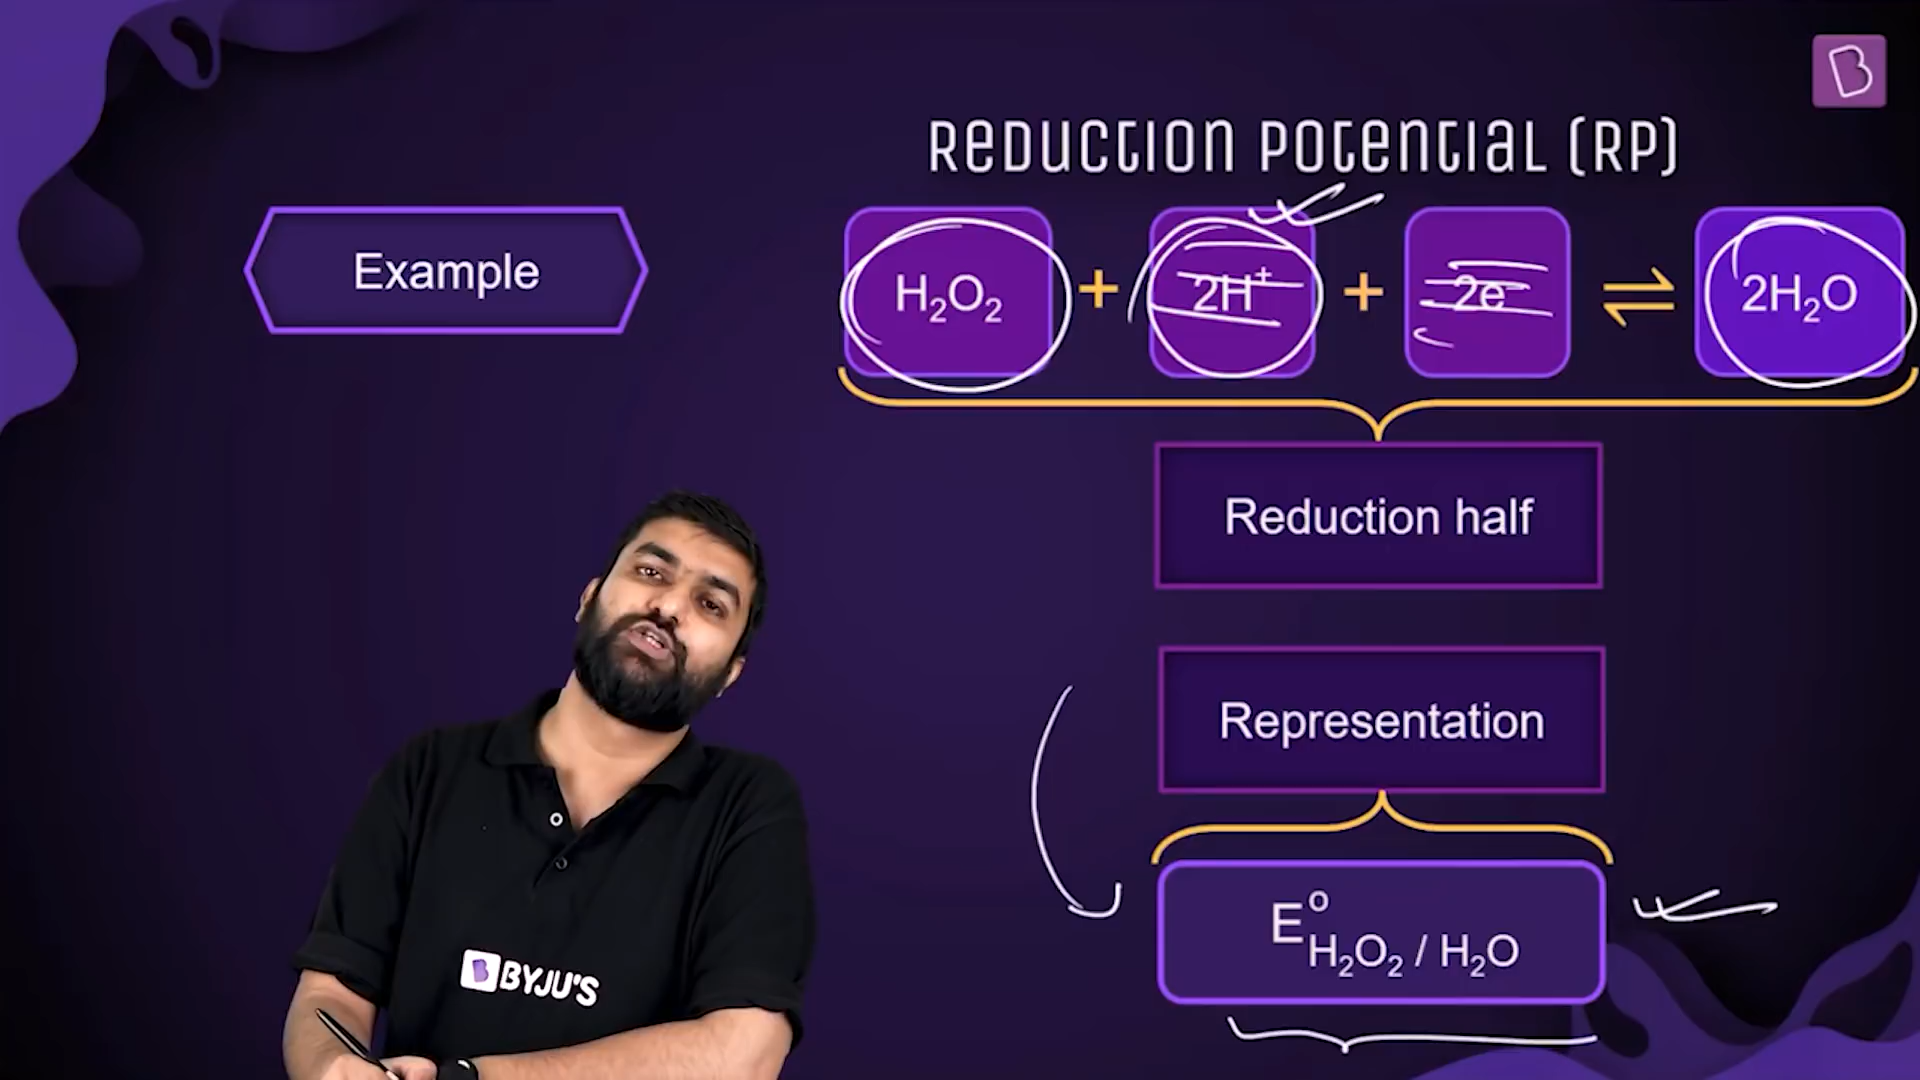 B
REDUCTION POTENTIAL (RP)
Example
H₂O₂ + 2H⁺ + 2e⁻ ⇌ 2H₂O
Reduction half
Representation
E° H₂O₂ / H₂O
B BYJU'S